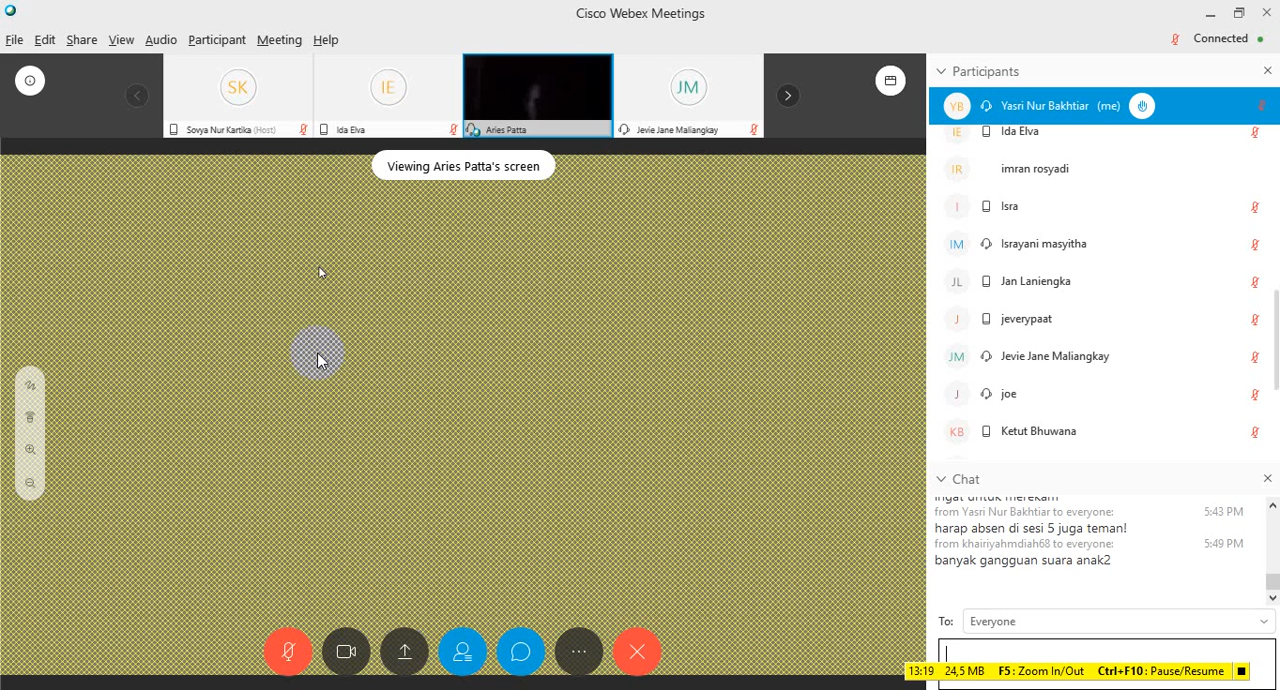 Cisco Webex Meetings
File Edit Share View Audio Participant Meeting Help
Connected
SK
IE
JM
Sovya Nur Kartika (Host)
Ida Elva
Aries Patta
Jevie Jane Maliangkay
Viewing Aries Patta's screen
Participants
YB Yasri Nur Bakhtiar (me)
IE Ida Elva
IR imran rosyadi
I Isra
IM Israyani masyitha
JL Jan Laniengka
J jeverypaat
JM Jevie Jane Maliangkay
J joe
KB Ketut Bhuwana
Chat
ingat untuk merekam
from Yasri Nur Bakhtiar to everyone: 5:43 PM
harap absen di sesi 5 juga teman!
from khairiyahmdiah68 to everyone: 5:49 PM
banyak gangguan suara anak2
To: Everyone
13:19 24,5 MB F5: Zoom In/Out Ctrl+F10: Pause/Resume